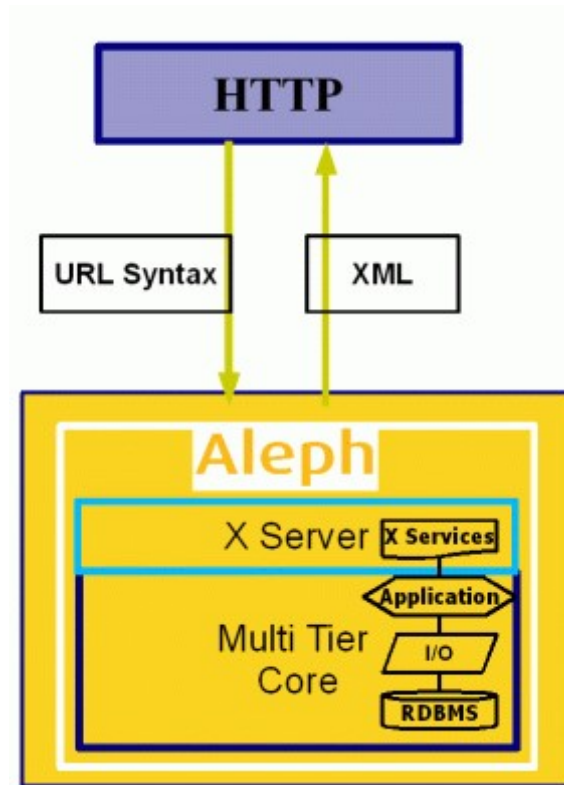 HTTP
URL Syntax
XML
Aleph
X Server
X Services
Application
Multi Tier
Core
I/O
RDBMS